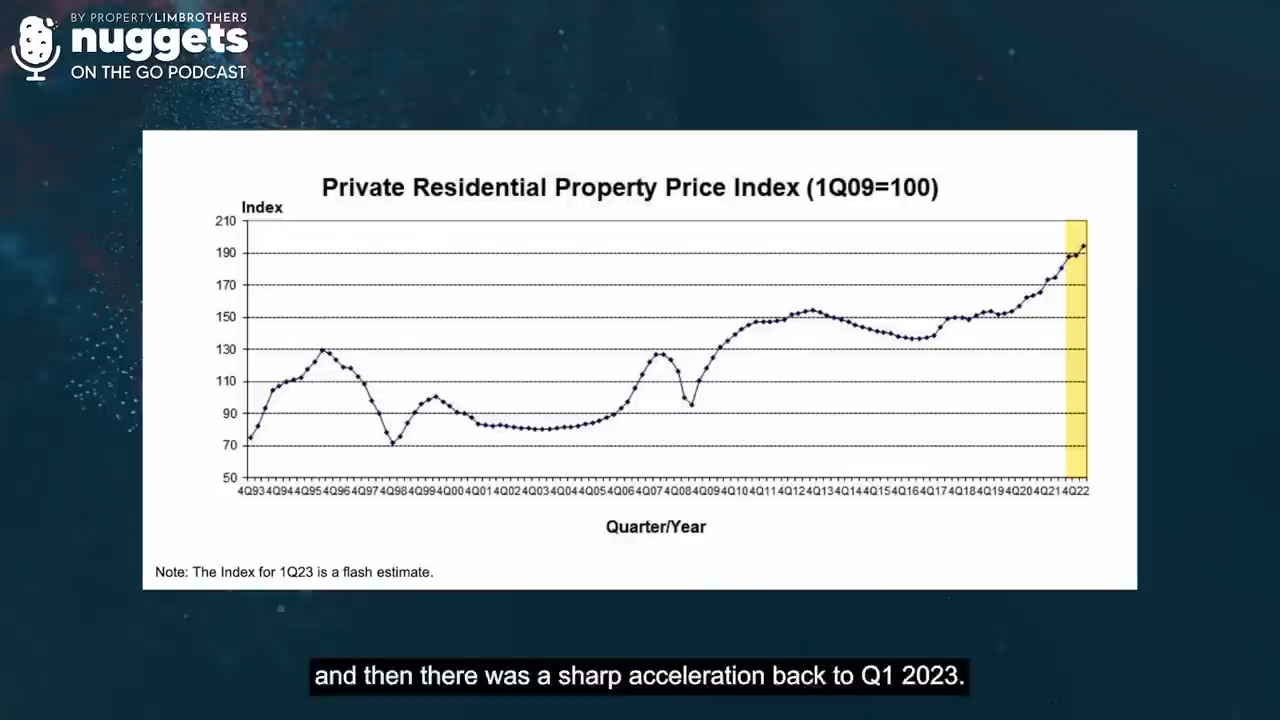 BY PROPERTYLIMBROTHERS
nuggets
ON THE GO PODCAST
Private Residential Property Price Index (1Q09=100)
Index
210
190
170
150
130
110
90
70
50
4Q93 4Q94 4Q95 4Q96 4Q97 4Q98 4Q99 4Q00 4Q01 4Q02 4Q03 4Q04 4Q05 4Q06 4Q07 4Q08 4Q09 4Q10 4Q11 4Q12 4Q13 4Q14 4Q15 4Q16 4Q17 4Q18 4Q19 4Q20 4Q21 4Q22
Quarter/Year
Note: The Index for 1Q23 is a flash estimate.
and then there was a sharp acceleration back to Q1 2023.